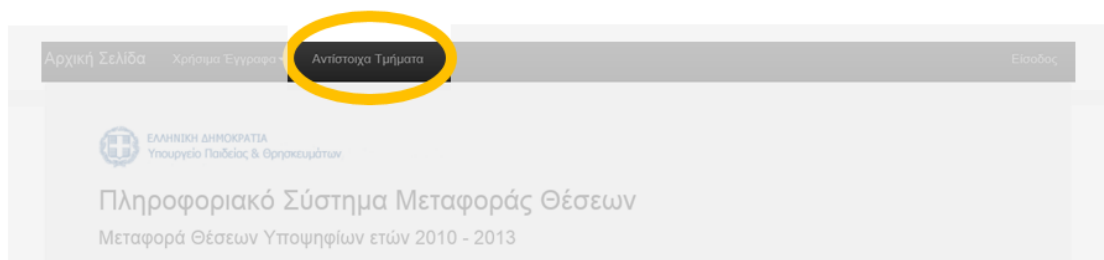 Αρχική Σελίδα Χρήσιμα Έγγραφα Αντίστοιχα Τμήματα Είσοδος
ΕΛΛΗΝΙΚΗ ΔΗΜΟΚΡΑΤΙΑ
Υπουργείο Παιδείας & Θρησκευμάτων
Πληροφοριακό Σύστημα Μεταφοράς Θέσεων
Μεταφορά Θέσεων Υποψηφίων ετών 2010 - 2013